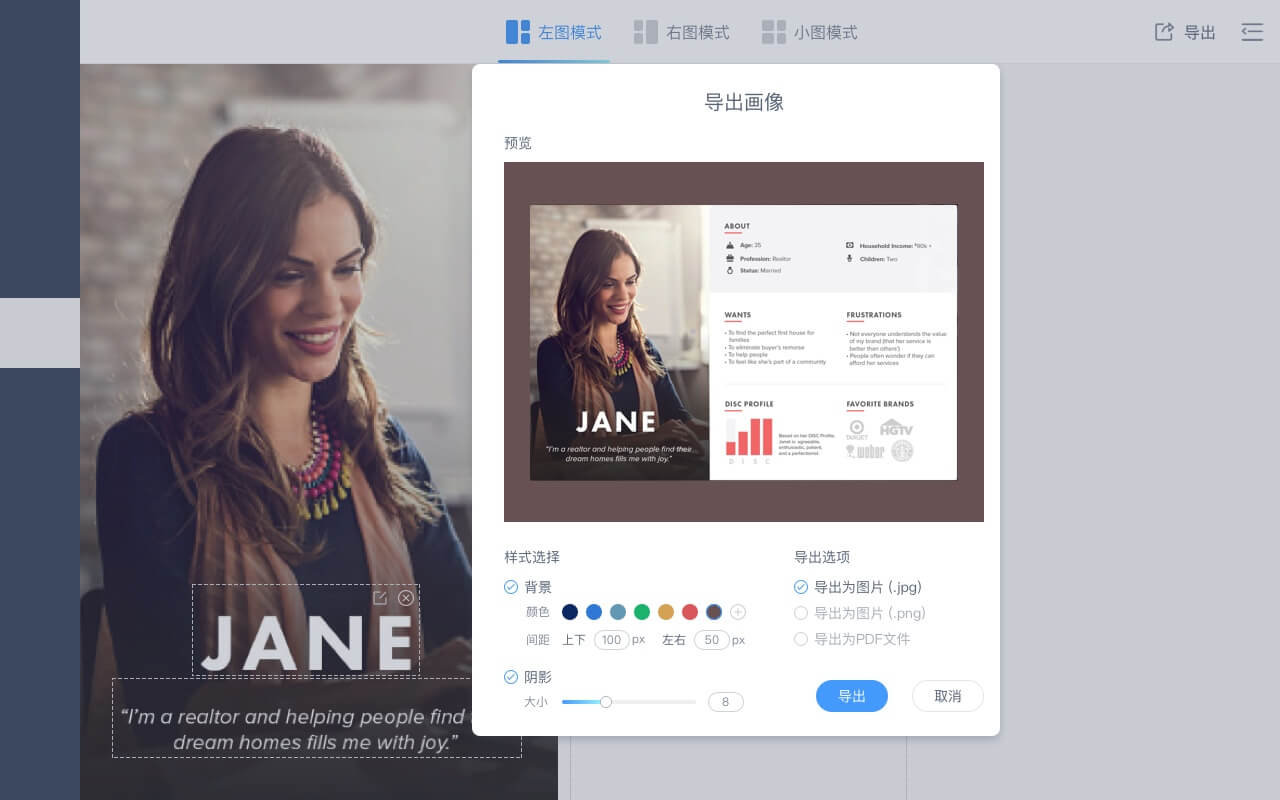 左图模式
右图模式
小图模式
导出
导出画像
预览
ABOUT
Age: 35
Profession: Realtor
Status: Married
Household Income: $90k +
Children: Two
WANTS
• To find the perfect first house for
families
• To eliminate buyer's remorse
• To help people
• To feel like she's part of a community
FRUSTRATIONS
• Not everyone understands the value
of my brand (that her service is
better than others')
• People often wonder if they can
afford her services
DISC PROFILE
D I S C
Based on her DISC Profile,
Janet is agreeable,
enthusiastic, patient,
and a perfectionist.
FAVORITE BRANDS
TARGET
HGTV
weber
JANE
"I'm a realtor and helping people find their
dream homes fills me with joy."
样式选择
背景
颜色
间距 上下 100 px 左右 50 px
阴影
大小 8
导出选项
导出为图片 (.jpg)
导出为图片 (.png)
导出为PDF文件
导出
取消
JANE
“I’m a realtor and helping people find
dream homes fills me with joy.”